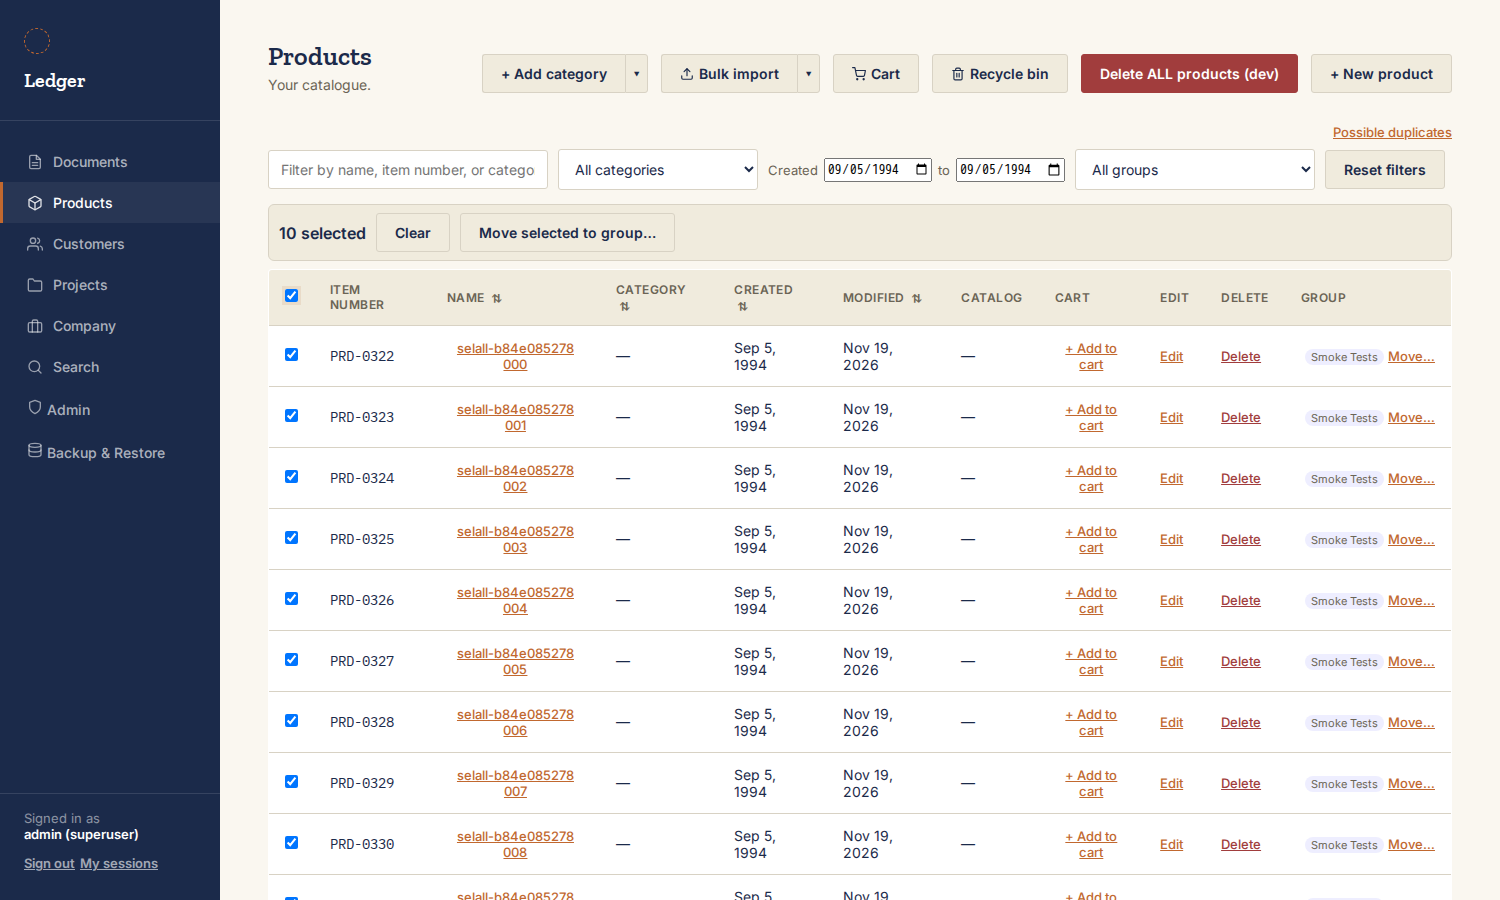 Ledger
Documents
Products
Customers
Projects
Company
Search
Admin
Backup & Restore
Signed in as
admin (superuser)
Sign out My sessions
Products
Your catalogue.
+ Add category ▾ Bulk import ▾ Cart Recycle bin Delete ALL products (dev) + New product
Possible duplicates
Filter by name, item number, or catego All categories Created 09/05/1994 to 09/05/1994 All groups Reset filters
10 selected Clear Move selected to group...
ITEM NUMBER NAME ⇅ CATEGORY ⇅ CREATED ⇅ MODIFIED ⇅ CATALOG CART EDIT DELETE GROUP
PRD-0322 selall-b84e085278 000 — Sep 5, 1994 Nov 19, 2026 — + Add to cart Edit Delete Smoke Tests Move...
PRD-0323 selall-b84e085278 001 — Sep 5, 1994 Nov 19, 2026 — + Add to cart Edit Delete Smoke Tests Move...
PRD-0324 selall-b84e085278 002 — Sep 5, 1994 Nov 19, 2026 — + Add to cart Edit Delete Smoke Tests Move...
PRD-0325 selall-b84e085278 003 — Sep 5, 1994 Nov 19, 2026 — + Add to cart Edit Delete Smoke Tests Move...
PRD-0326 selall-b84e085278 004 — Sep 5, 1994 Nov 19, 2026 — + Add to cart Edit Delete Smoke Tests Move...
PRD-0327 selall-b84e085278 005 — Sep 5, 1994 Nov 19, 2026 — + Add to cart Edit Delete Smoke Tests Move...
PRD-0328 selall-b84e085278 006 — Sep 5, 1994 Nov 19, 2026 — + Add to cart Edit Delete Smoke Tests Move...
PRD-0329 selall-b84e085278 007 — Sep 5, 1994 Nov 19, 2026 — + Add to cart Edit Delete Smoke Tests Move...
PRD-0330 selall-b84e085278 008 — Sep 5, 1994 Nov 19, 2026 — + Add to cart Edit Delete Smoke Tests Move...
selall-b84e085278 Sep 5, Nov 19, + Add to